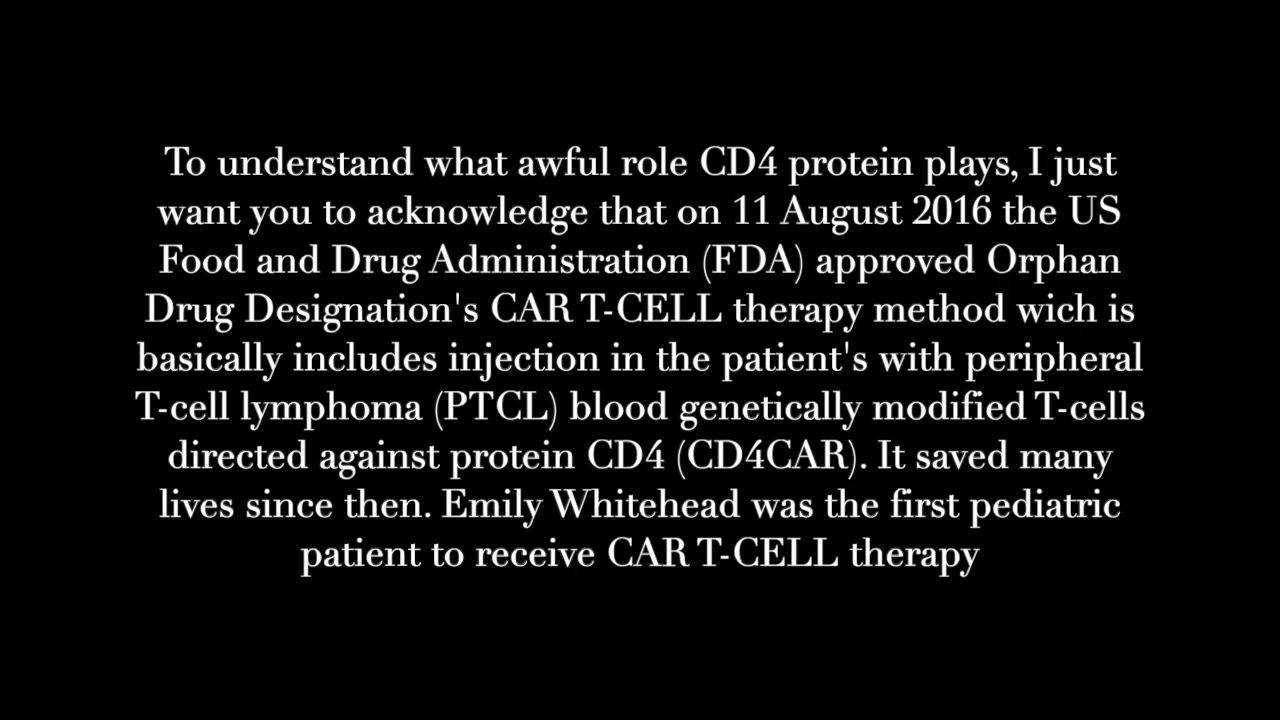 To understand what awful role CD4 protein plays, I just
want you to acknowledge that on 11 August 2016 the US
Food and Drug Administration (FDA) approved Orphan
Drug Designation's CAR T-CELL therapy method wich is
basically includes injection in the patient's with peripheral
T-cell lymphoma (PTCL) blood genetically modified T-cells
directed against protein CD4 (CD4CAR). It saved many
lives since then. Emily Whitehead was the first pediatric
patient to receive CAR T-CELL therapy